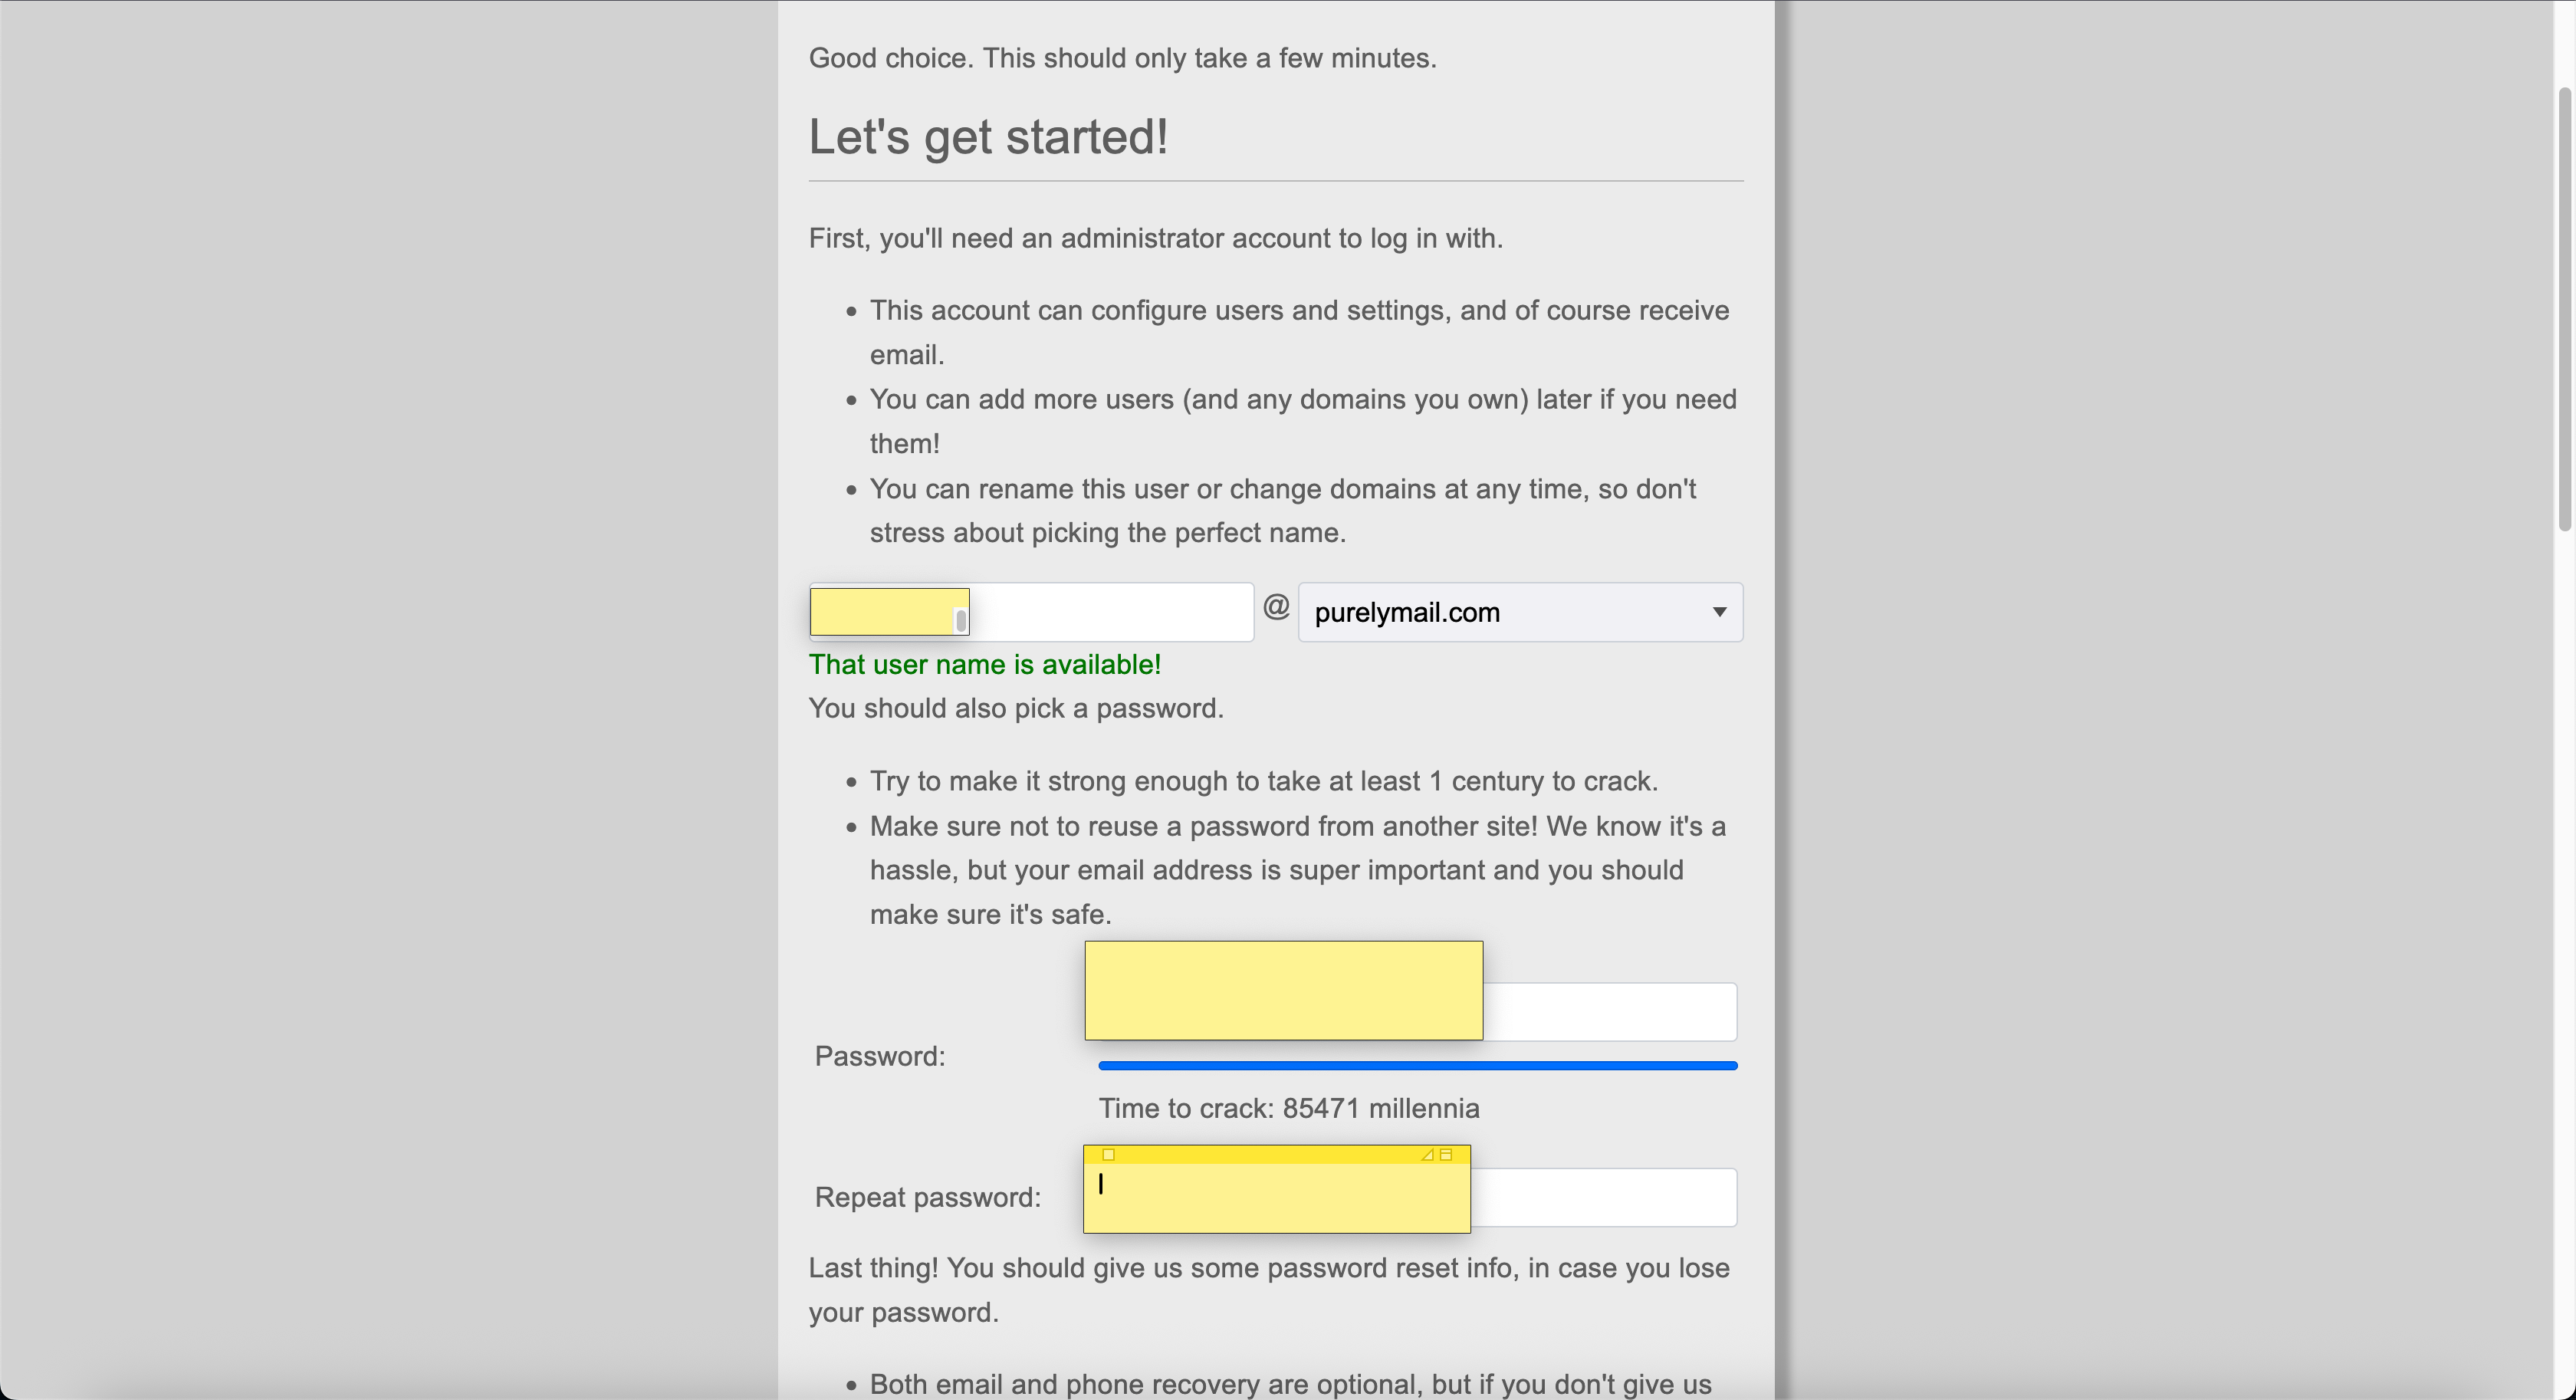 Good choice. This should only take a few minutes.
Let's get started!
First, you'll need an administrator account to log in with.
• This account can configure users and settings, and of course receive
email.
• You can add more users (and any domains you own) later if you need
them!
• You can rename this user or change domains at any time, so don't
stress about picking the perfect name.
@ purelymail.com
That user name is available!
You should also pick a password.
• Try to make it strong enough to take at least 1 century to crack.
• Make sure not to reuse a password from another site! We know it's a
hassle, but your email address is super important and you should
make sure it's safe.
Password:
Time to crack: 85471 millennia
Repeat password:
Last thing! You should give us some password reset info, in case you lose
your password.
• Both email and phone recovery are optional, but if you don't give us